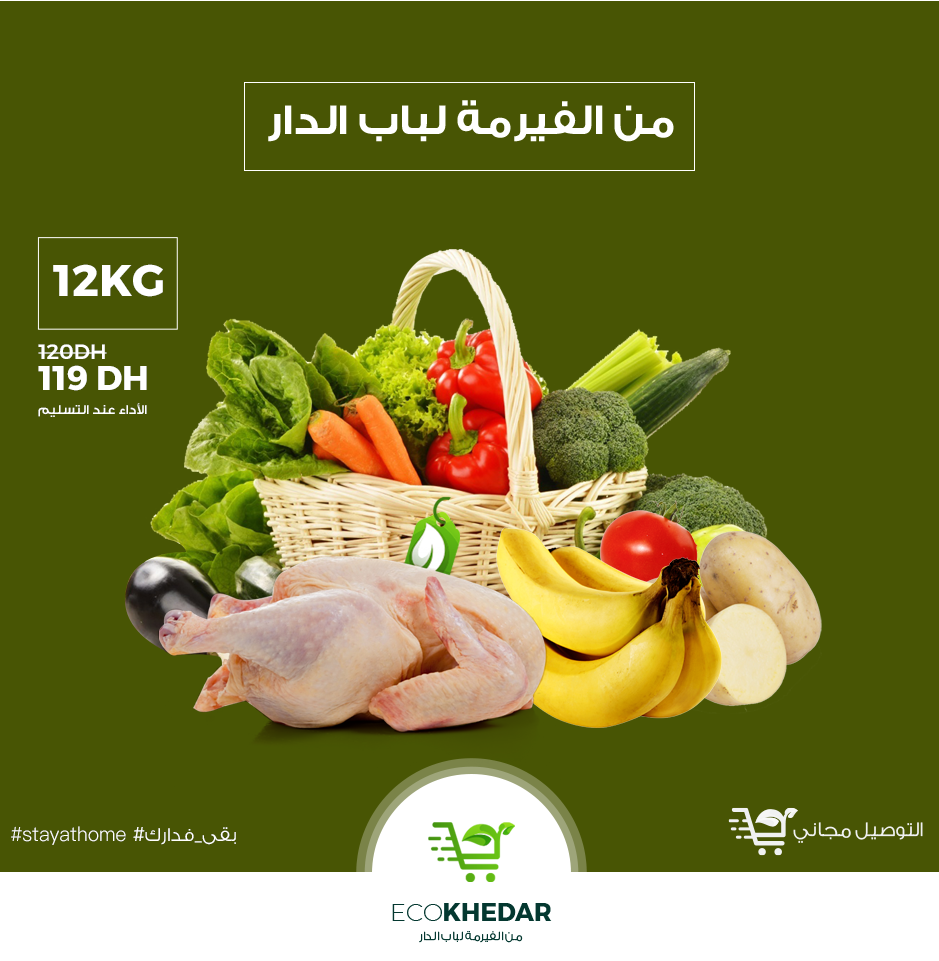 من الفيرمة لباب الدار
12KG
120DH
119 DH
الأداء عند التسليم
#stayathome #بقى_فدارك
التوصيل مجاني
ECOKHEDAR
من الفيرمة لباب الدار